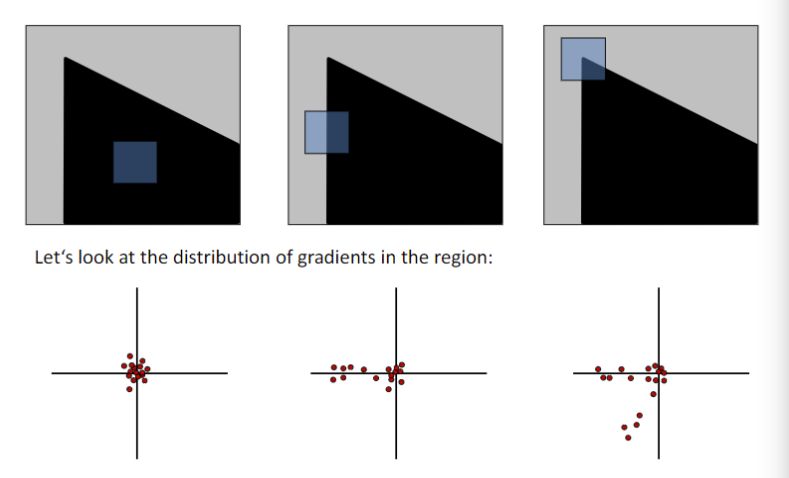 Let‘s look at the distribution of gradients in the region: